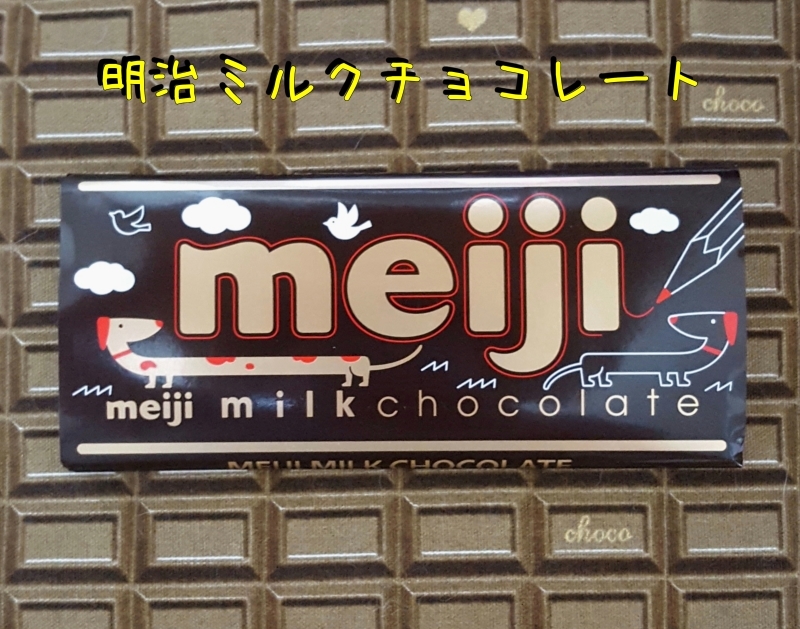 明治ミルクチョコレート
choco
meiji
meiji milk chocolate
MEIJI MILK CHOCOLATE
choco